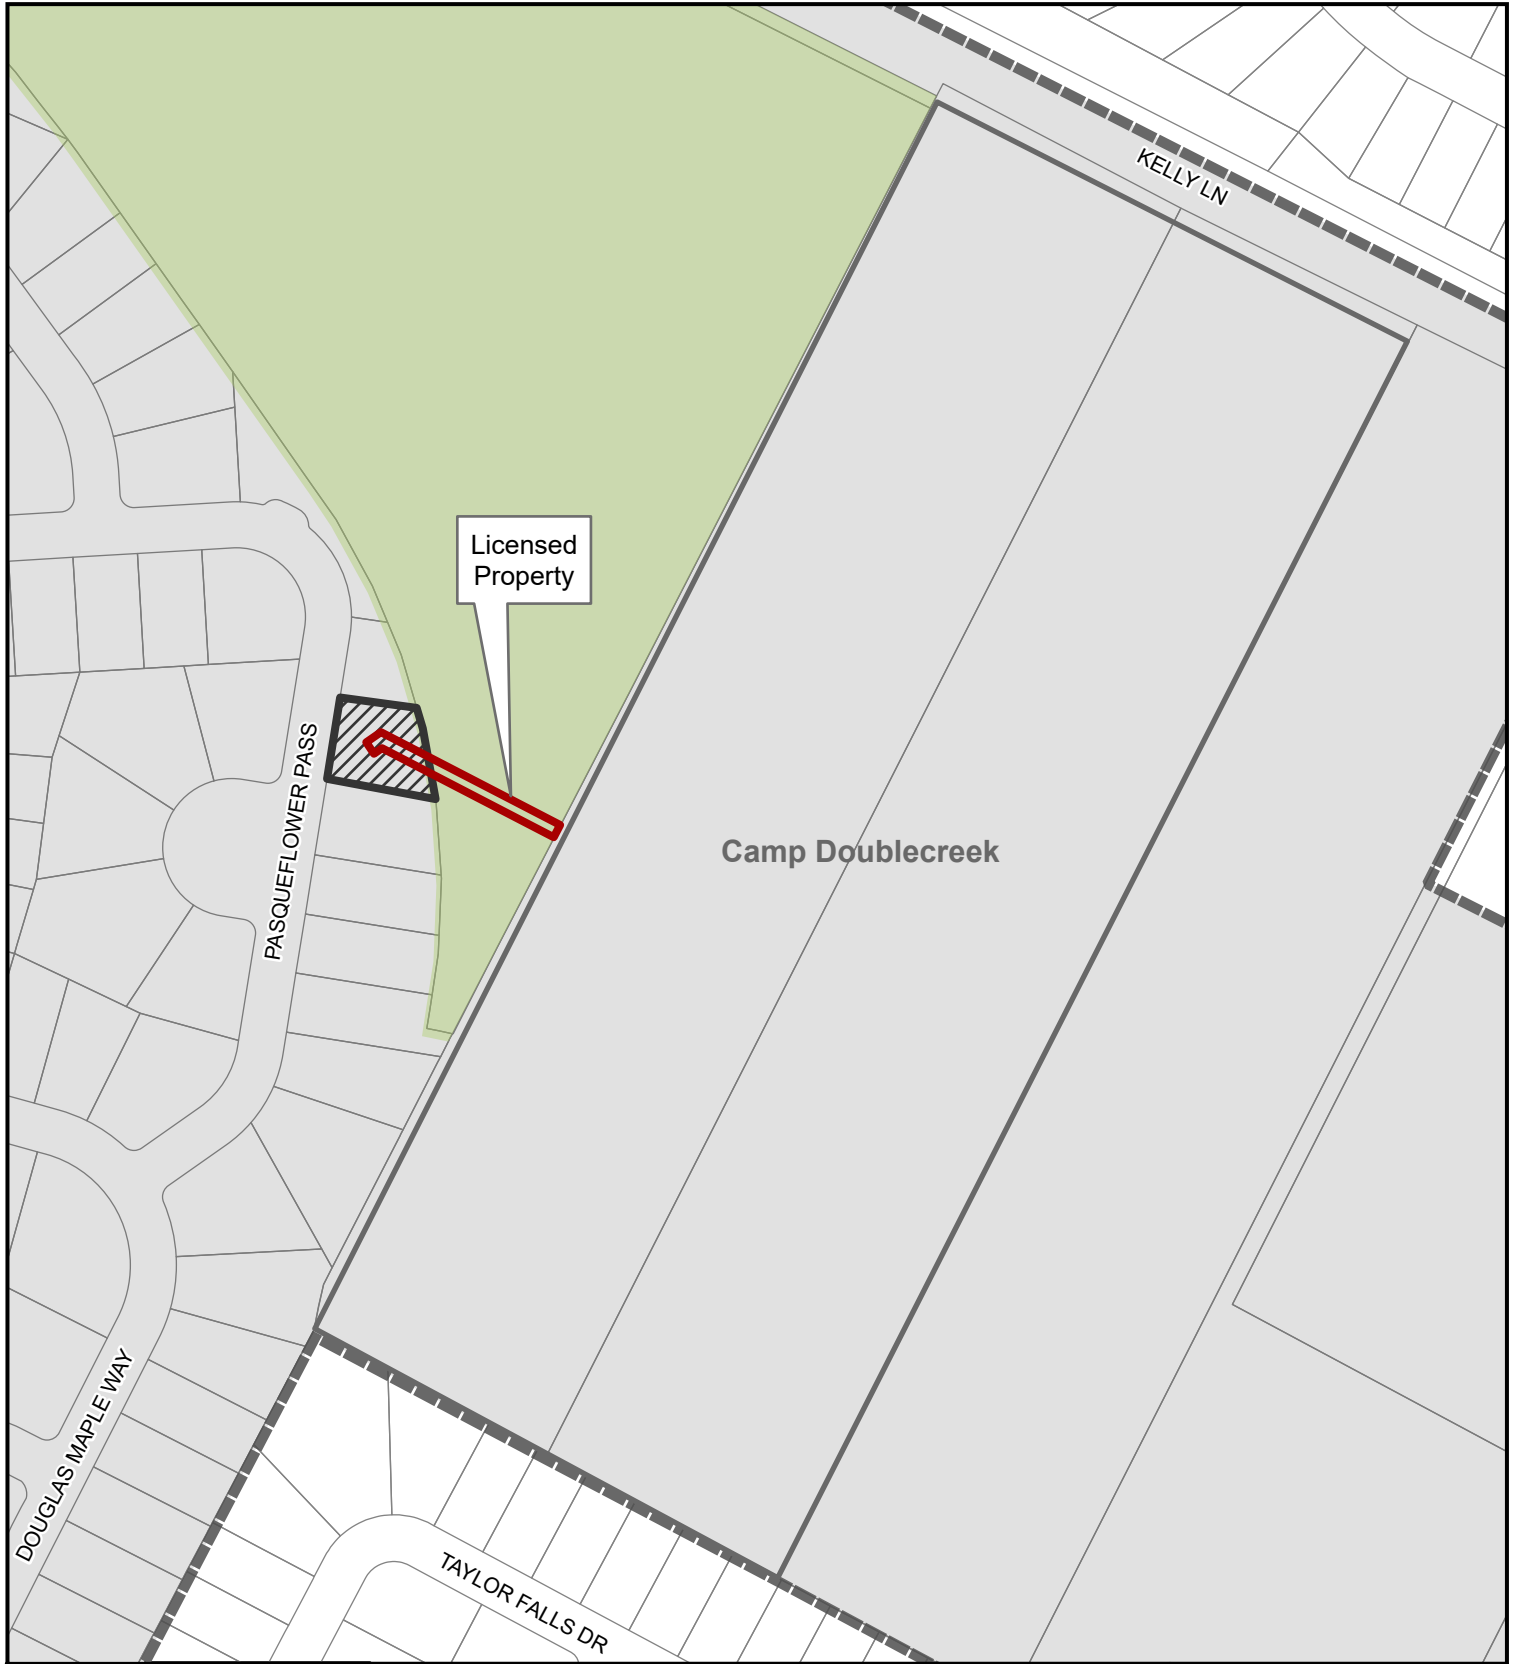 KELLY LN
Licensed
Property
PASQUEFLOWER PASS
Camp Doublecreek
DOUGLAS MAPLE WAY
TAYLOR FALLS DR